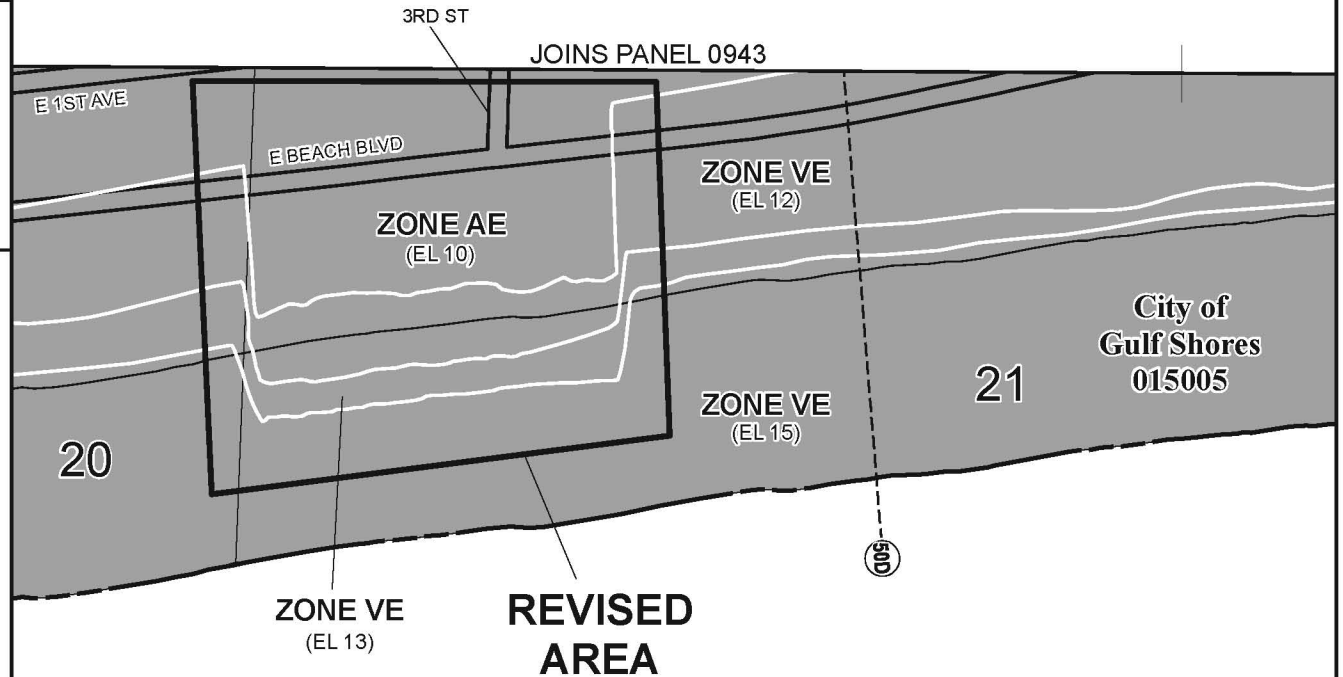 3RD ST
JOINS PANEL 0943
E 1ST AVE
E BEACH BLVD
ZONE AE
(EL 10)
ZONE VE
(EL 12)
City of
Gulf Shores
015005
21
ZONE VE
(EL 15)
20
50D
ZONE VE
(EL 13)
REVISED
AREA